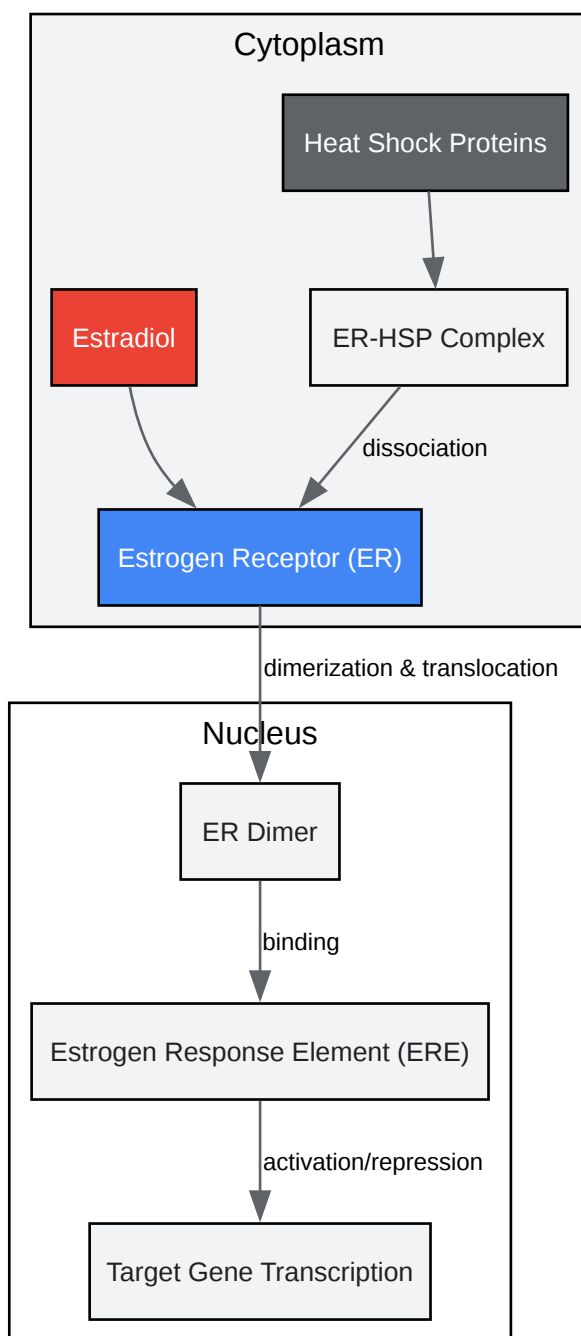 Cytoplasm
Heat Shock Proteins
Estradiol
ER-HSP Complex
dissociation
Estrogen Receptor (ER)
dimerization & translocation
Nucleus
ER Dimer
binding
Estrogen Response Element (ERE)
activation/repression
Target Gene Transcription